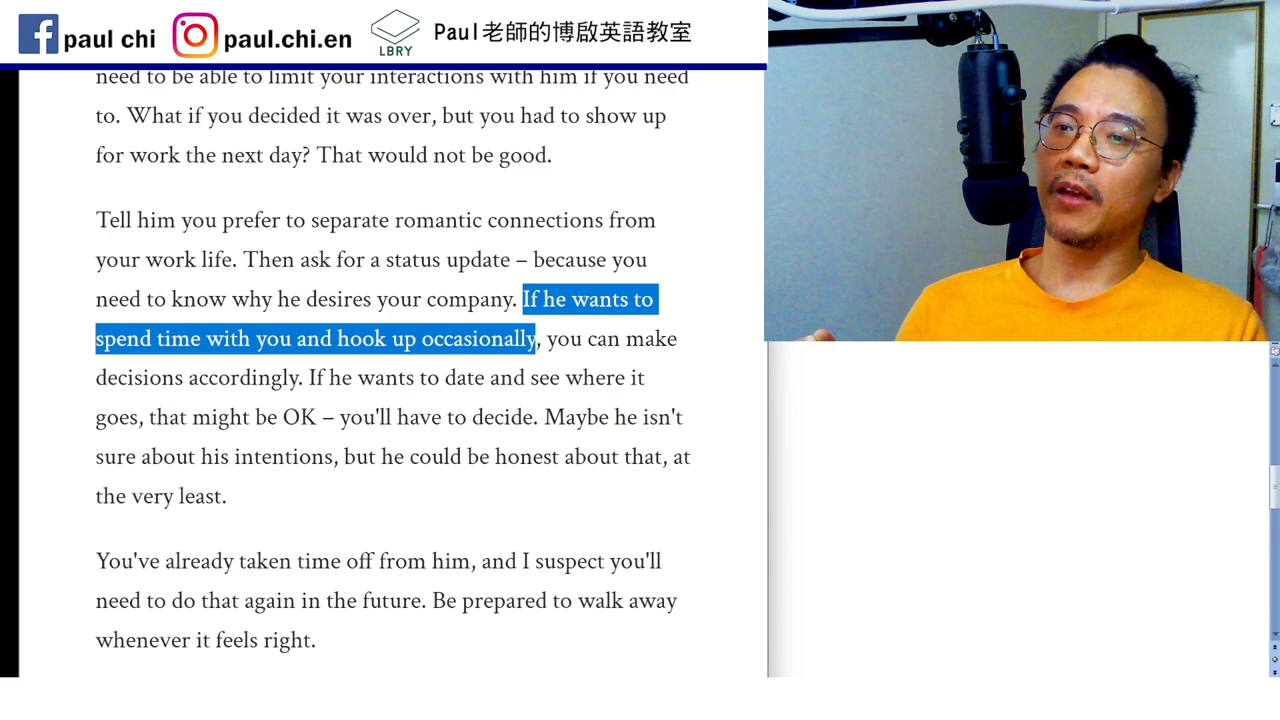 paul chi
paul.chi.en
LBRY
Paul老師的博啟英語教室
need to be able to limit your interactions with him if you need
to. What if you decided it was over, but you had to show up
for work the next day? That would not be good.
Tell him you prefer to separate romantic connections from
your work life. Then ask for a status update – because you
need to know why he desires your company. If he wants to
spend time with you and hook up occasionally, you can make
decisions accordingly. If he wants to date and see where it
goes, that might be OK – you'll have to decide. Maybe he isn't
sure about his intentions, but he could be honest about that, at
the very least.
You've already taken time off from him, and I suspect you'll
need to do that again in the future. Be prepared to walk away
whenever it feels right.